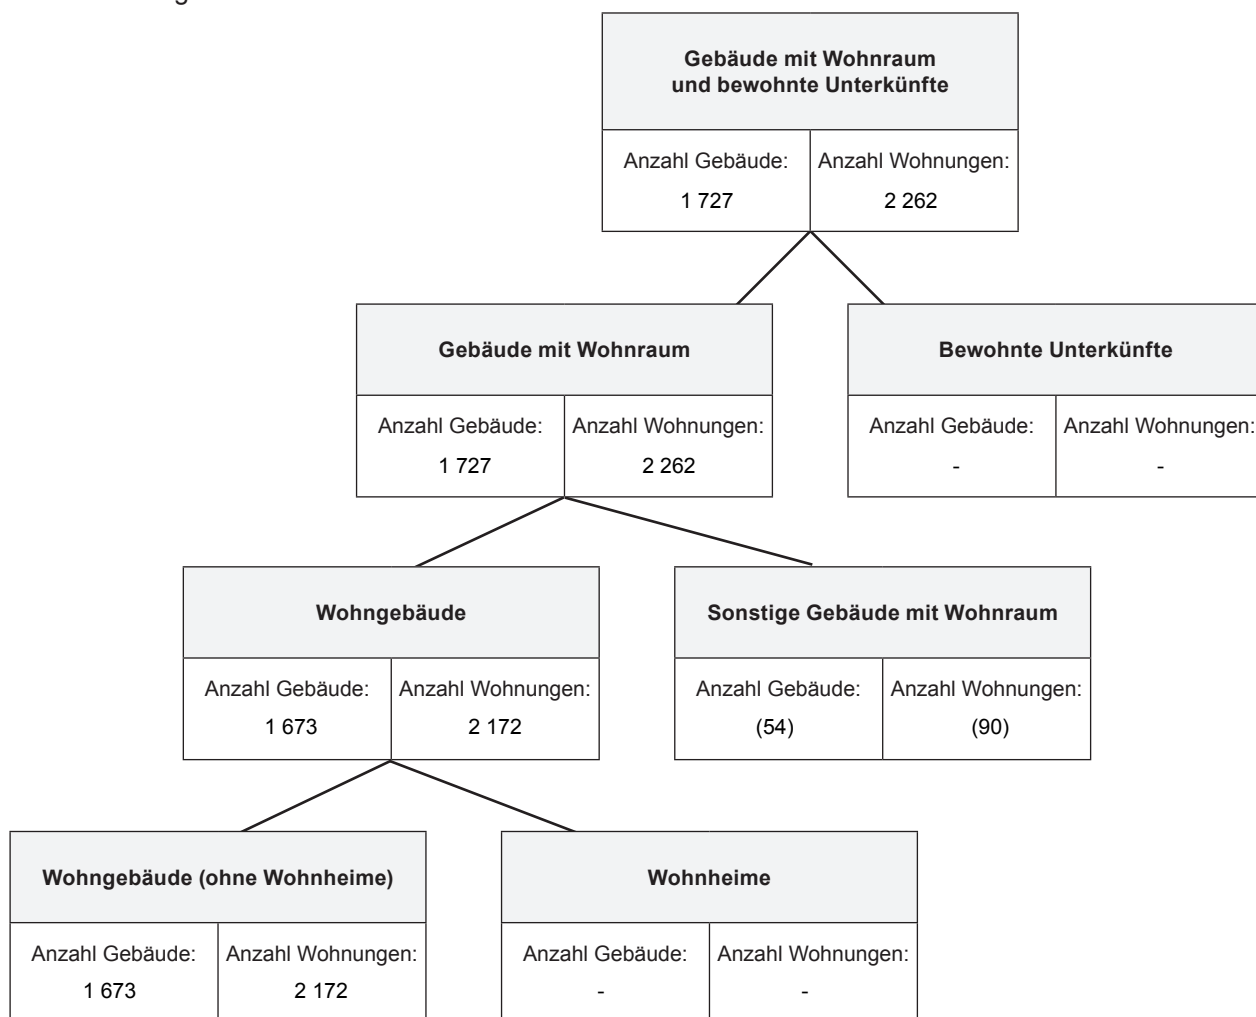 Gebäude mit Wohnraum
und bewohnte Unterkünfte
Anzahl Gebäude: Anzahl Wohnungen:
1 727 2 262
Gebäude mit Wohnraum
Anzahl Gebäude: Anzahl Wohnungen:
1 727 2 262
Bewohnte Unterkünfte
Anzahl Gebäude: Anzahl Wohnungen:
- -
Wohngebäude
Anzahl Gebäude: Anzahl Wohnungen:
1 673 2 172
Sonstige Gebäude mit Wohnraum
Anzahl Gebäude: Anzahl Wohnungen:
(54) (90)
Wohngebäude (ohne Wohnheime)
Anzahl Gebäude: Anzahl Wohnungen:
1 673 2 172
Wohnheime
Anzahl Gebäude: Anzahl Wohnungen:
- -